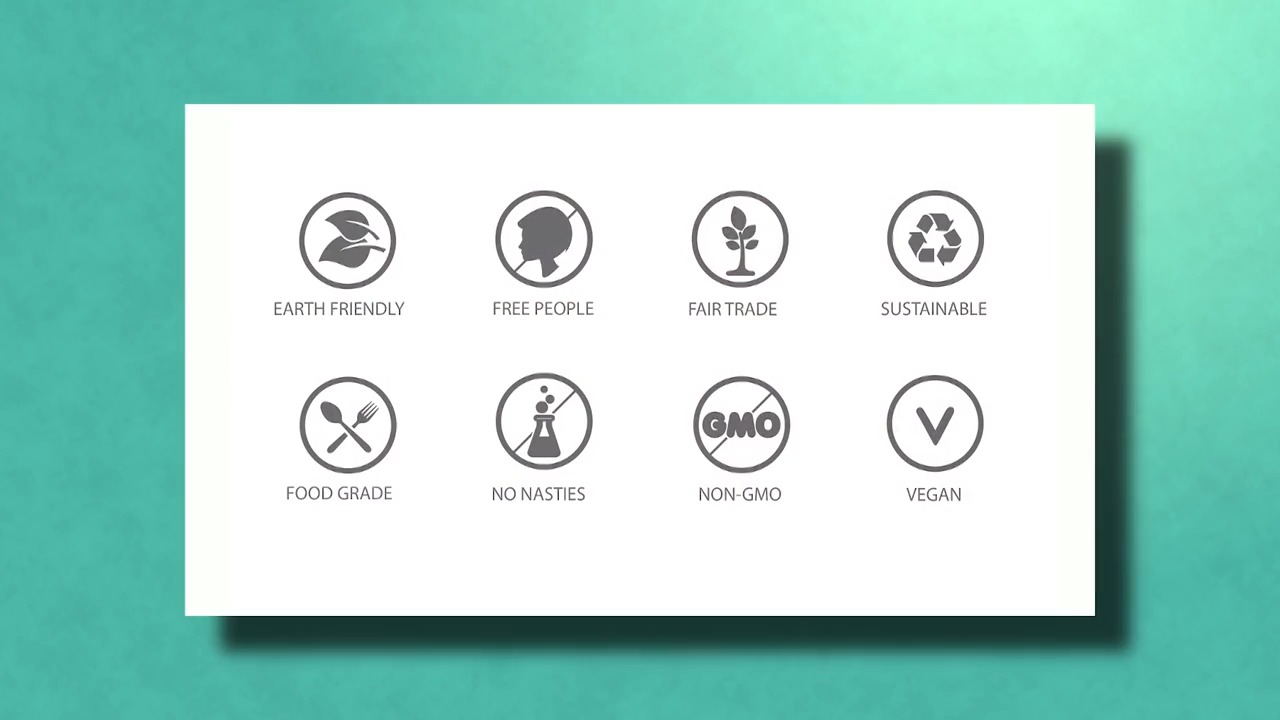 EARTH FRIENDLY
FREE PEOPLE
FAIR TRADE
SUSTAINABLE
GMO
V
FOOD GRADE
NO NASTIES
NON-GMO
VEGAN